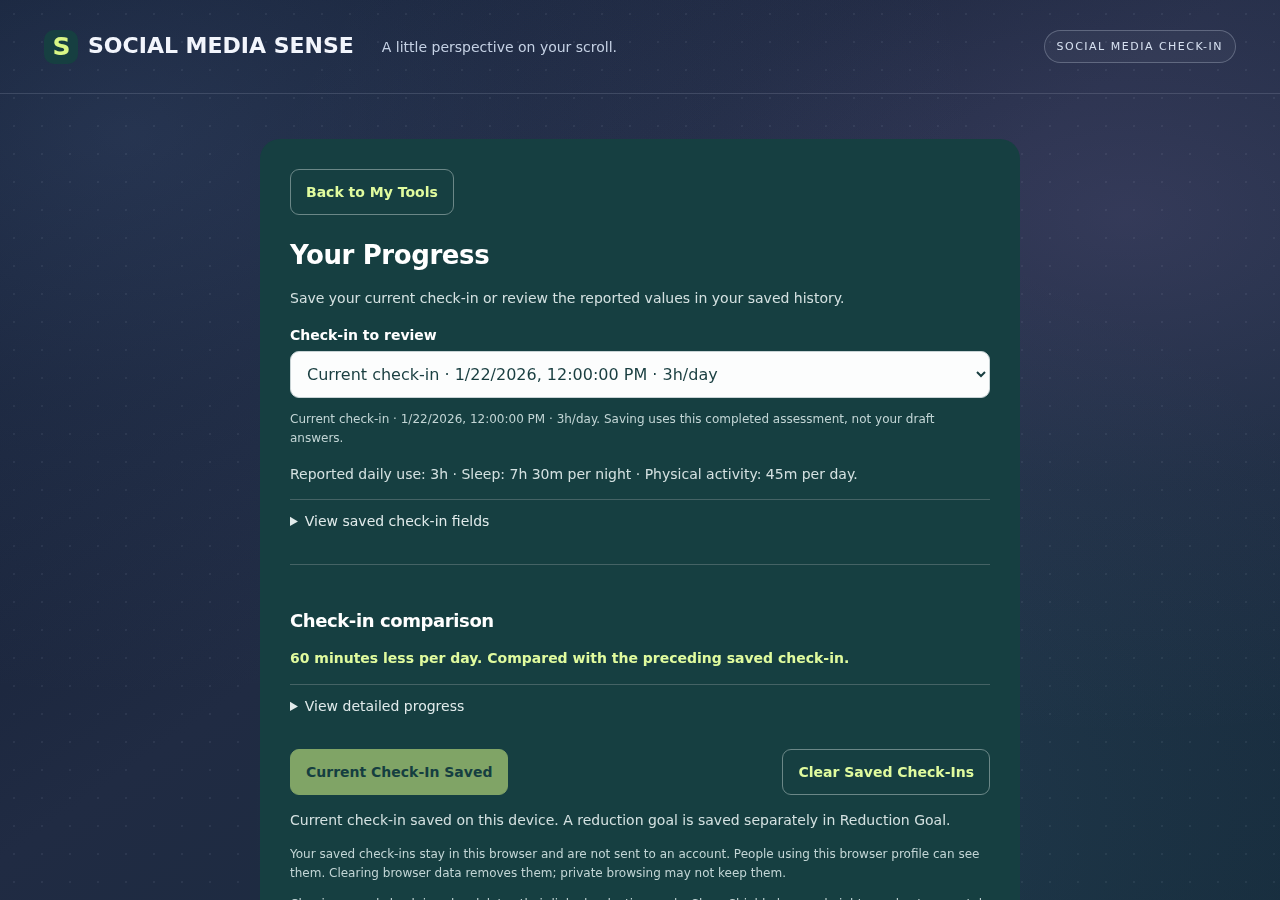 S SOCIAL MEDIA SENSE A little perspective on your scroll. SOCIAL MEDIA CHECK-IN
Back to My Tools
Your Progress
Save your current check-in or review the reported values in your saved history.
Check-in to review
Current check-in · 1/22/2026, 12:00:00 PM · 3h/day
Current check-in · 1/22/2026, 12:00:00 PM · 3h/day. Saving uses this completed assessment, not your draft
answers.
Reported daily use: 3h · Sleep: 7h 30m per night · Physical activity: 45m per day.
View saved check-in fields
Check-in comparison
60 minutes less per day. Compared with the preceding saved check-in.
View detailed progress
Current Check-In Saved Clear Saved Check-Ins
Current check-in saved on this device. A reduction goal is saved separately in Reduction Goal.
Your saved check-ins stay in this browser and are not sent to an account. People using this browser profile can see
them. Clearing browser data removes them; private browsing may not keep them.